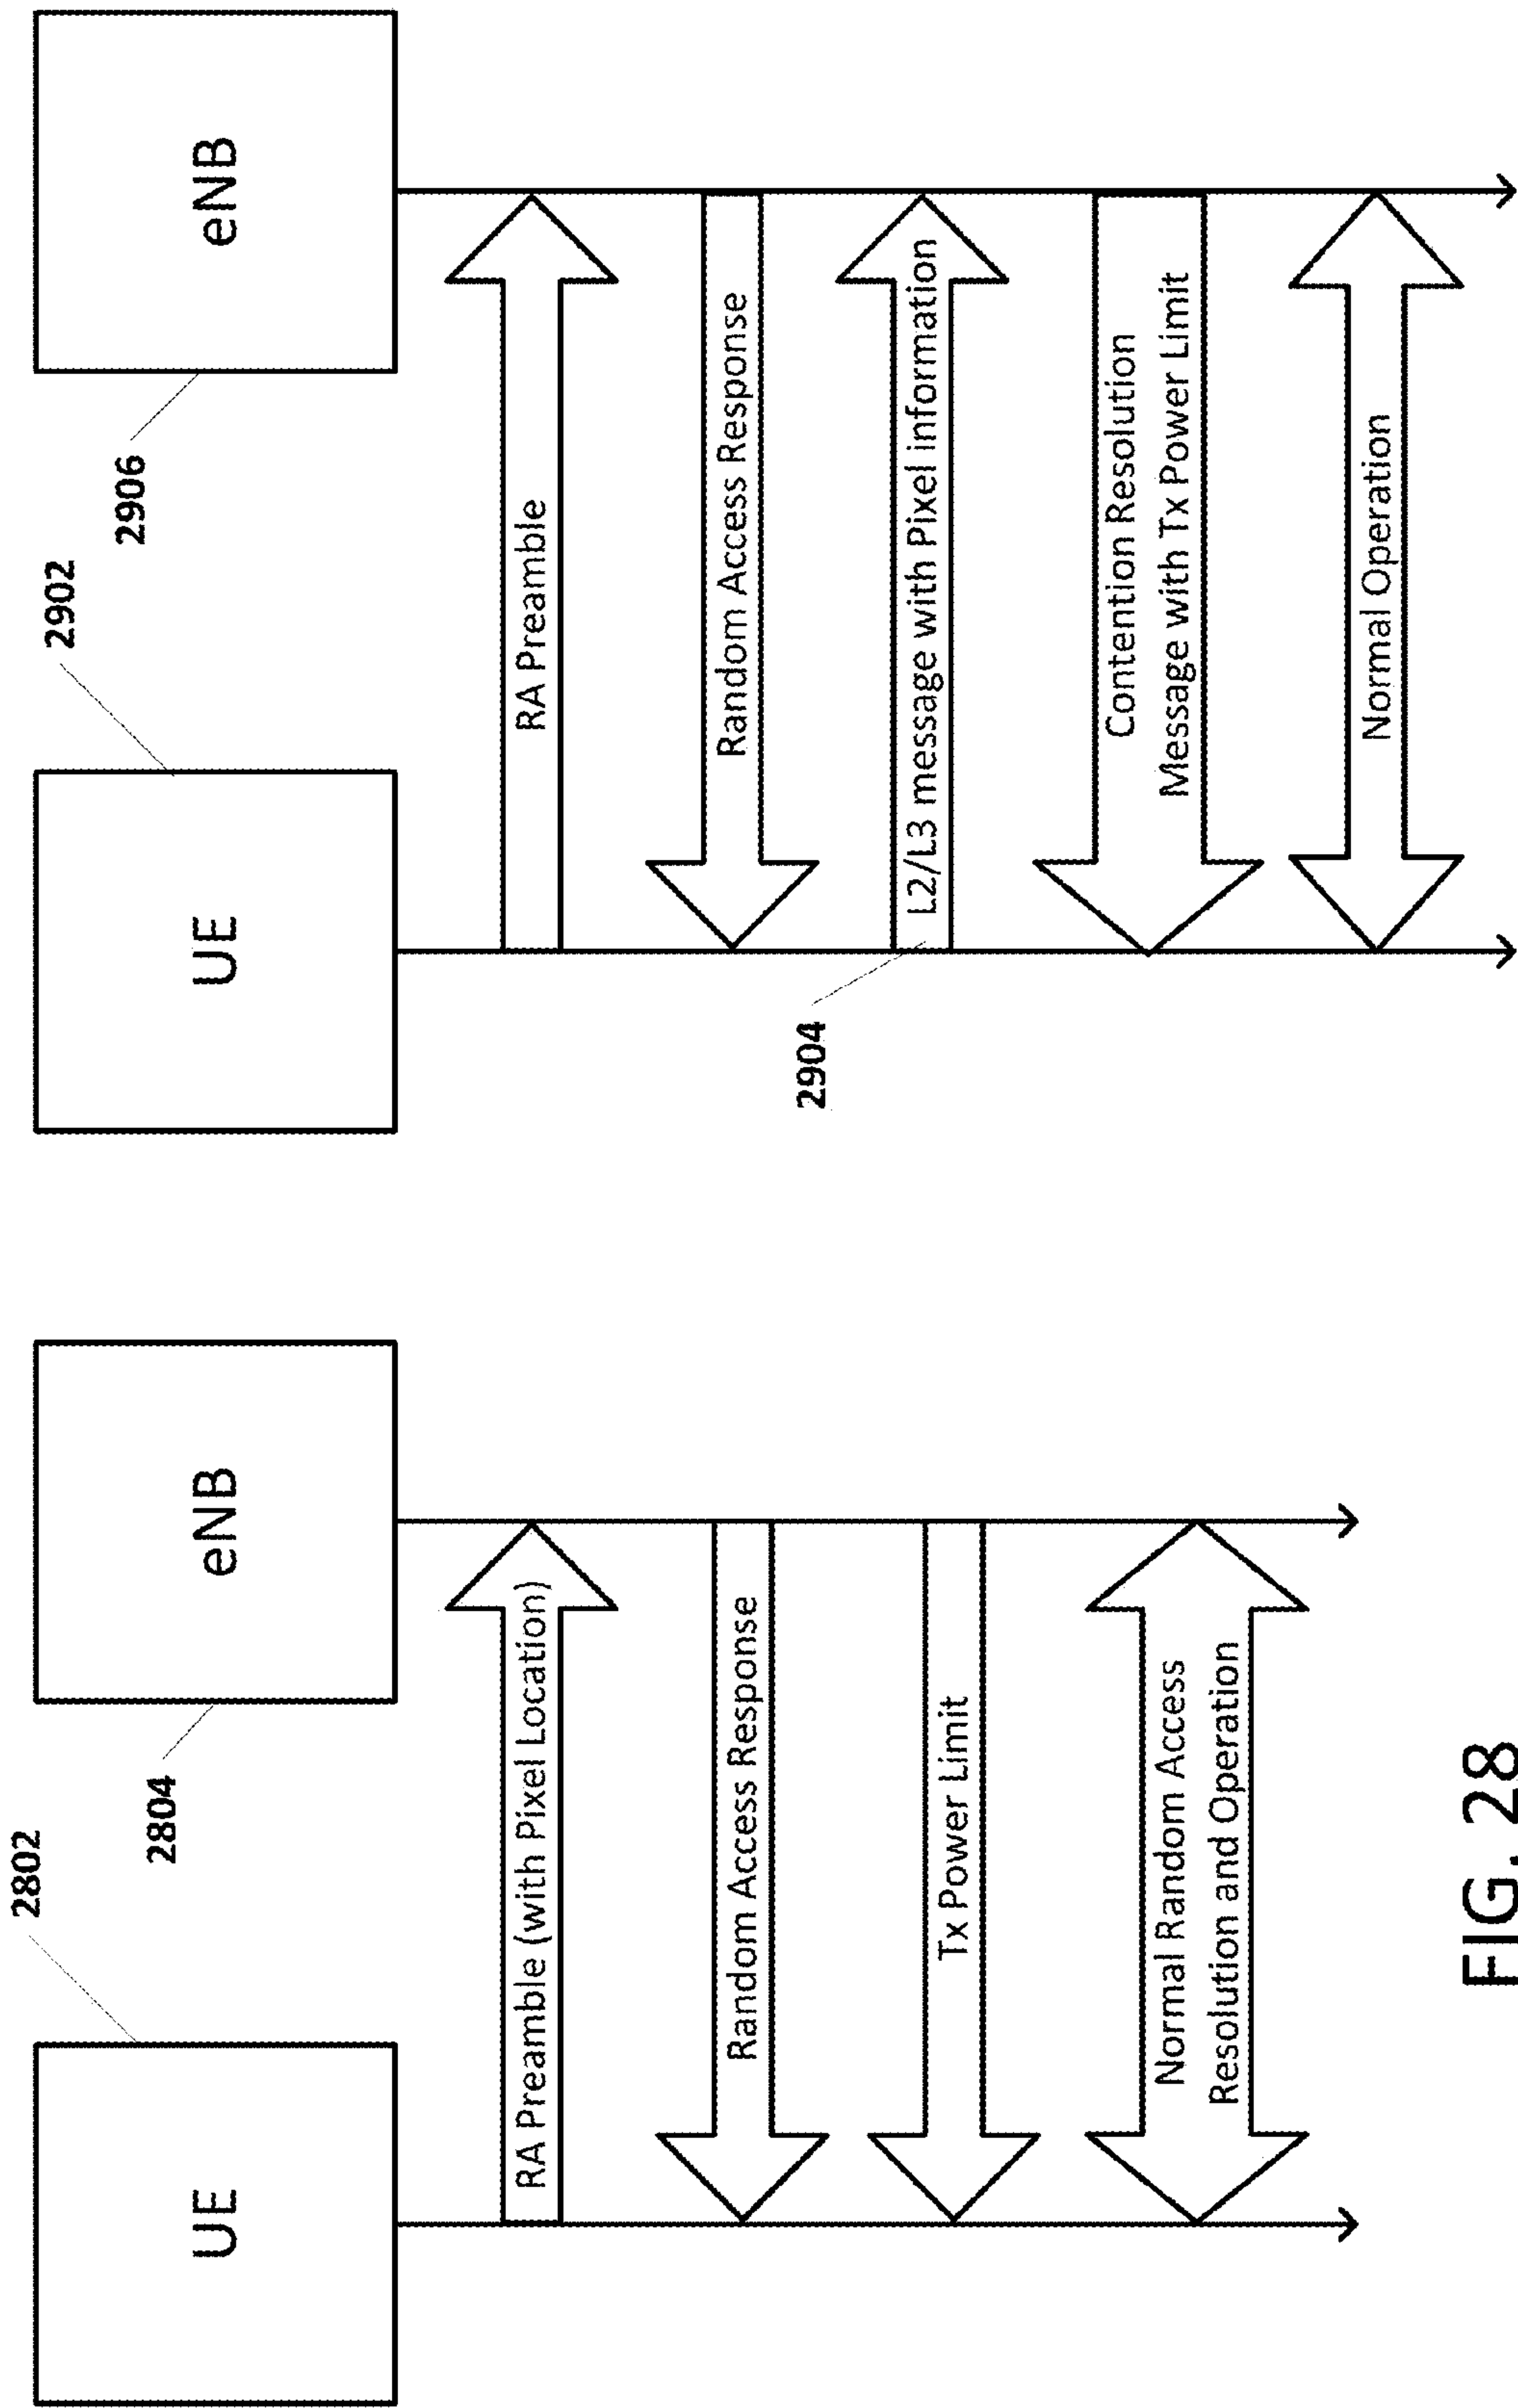 2802
UE
2804
eNB
RA Preamble (with Pixel Location)
Random Access Response
Tx Power Limit
Normal Random Access
Resolution and Operation
FIG. 28
2902
UE
2906
eNB
RA Preamble
Random Access Response
2904
L2/L3 message with Pixel information
Contention Resolution
Message with Tx Power Limit
Normal Operation